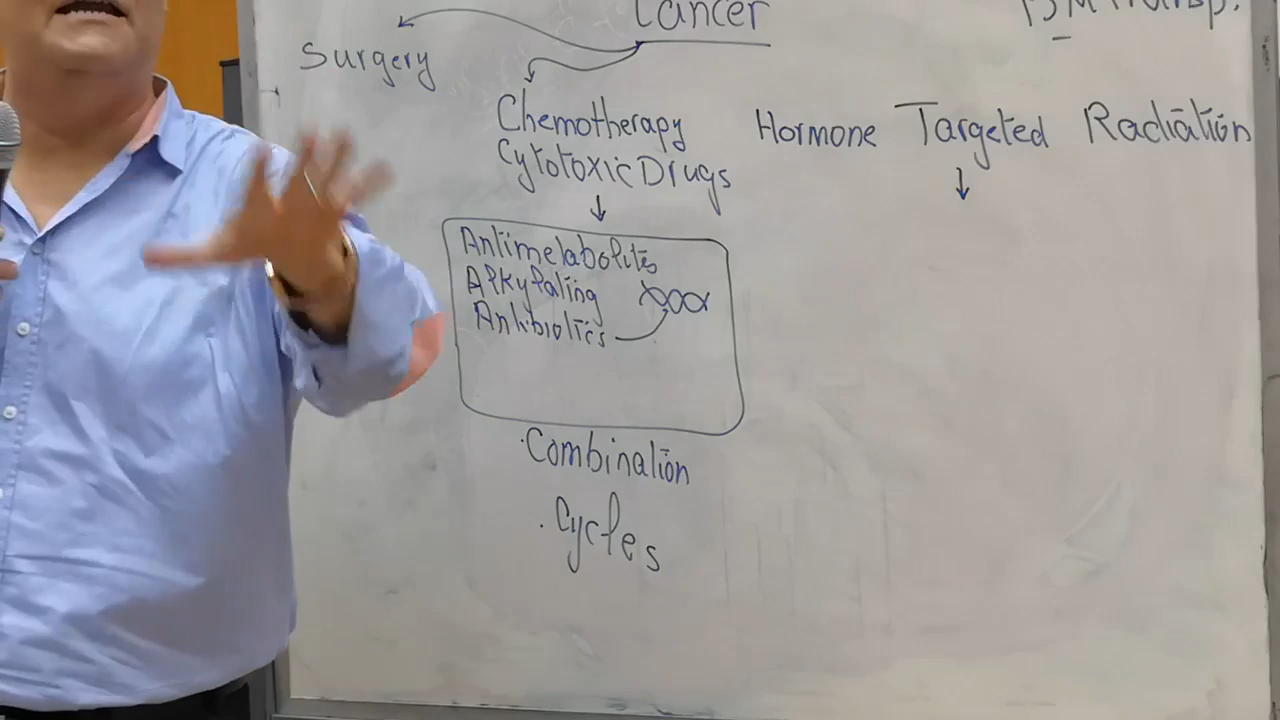 Cancer
Surgery
Chemotherapy Hormone Targeted Radiation
Cytotoxic Drugs
Antimetabolites
Alkylating
Antibiotics
Combination
Cycles